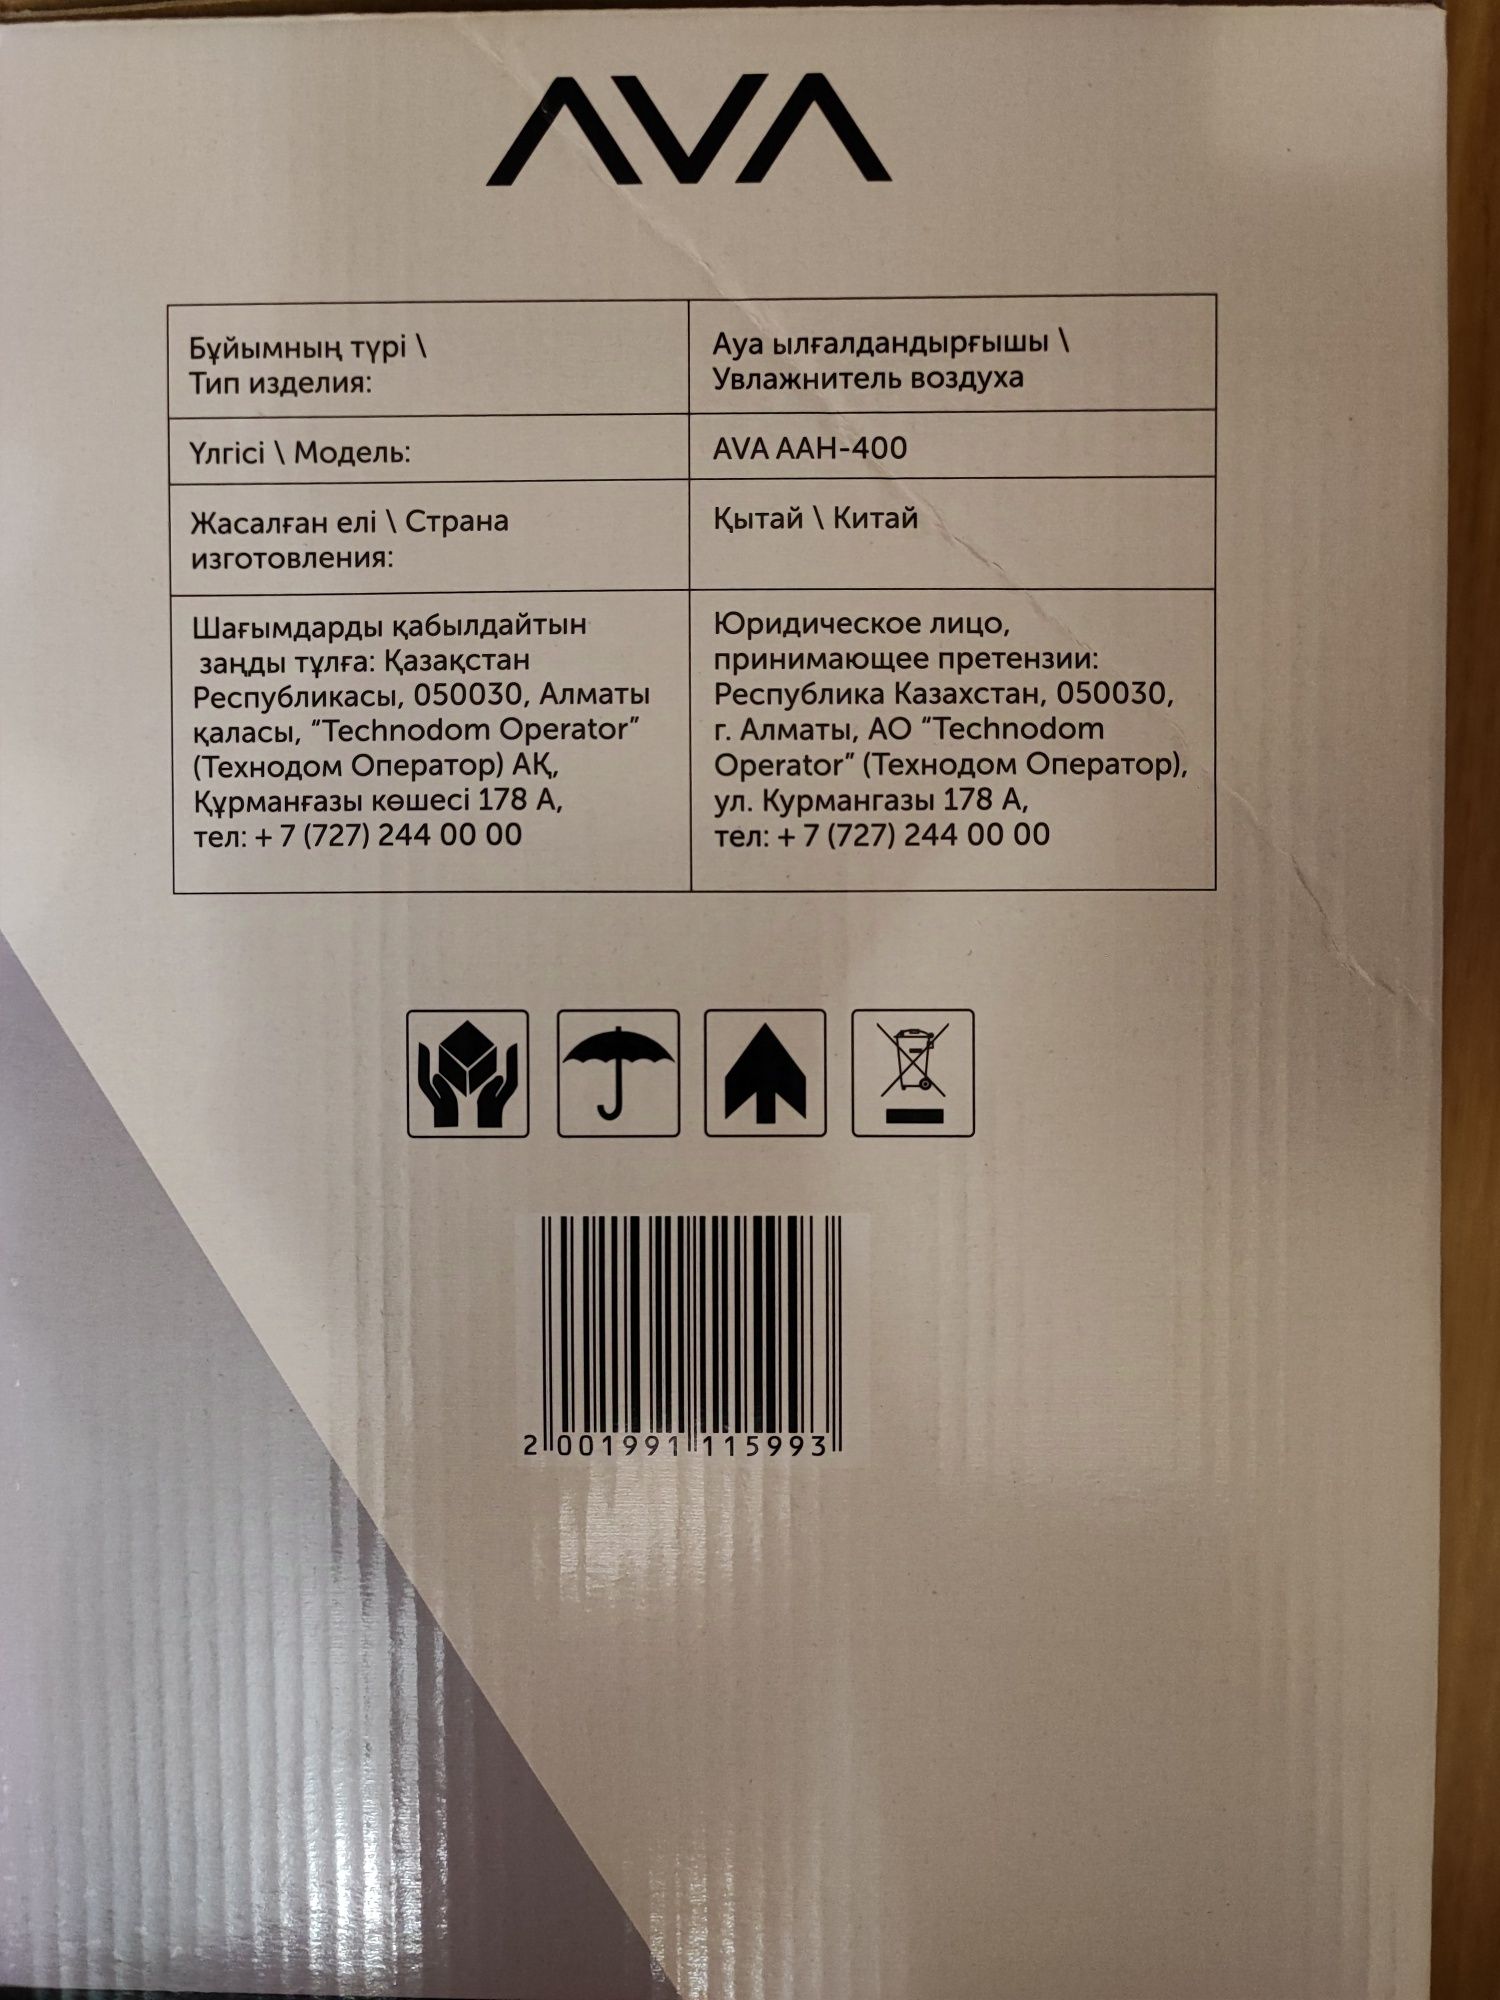 AVA
Бұйымның түрі \
Тип изделия:
Ауа ылғалдандырғышы \
Увлажнитель воздуха
Үлгісі \ Модель:
AVA AAH-400
Жасалған елі \ Страна
изготовления:
Қытай \ Китай
Шағымдарды қабылдайтын
заңды тұлға: Қазақстан
Республикасы, 050030, Алматы
қаласы, "Technodom Operator"
(Технодом Оператор) АҚ,
Құрманғазы көшесі 178 А,
тел: + 7 (727) 244 00 00
Юридическое лицо,
принимающее претензии:
Республика Казахстан, 050030,
г. Алматы, АО "Technodom
Operator" (Технодом Оператор),
ул. Курмангазы 178 А,
тел: + 7 (727) 244 00 00
2 001991 115993